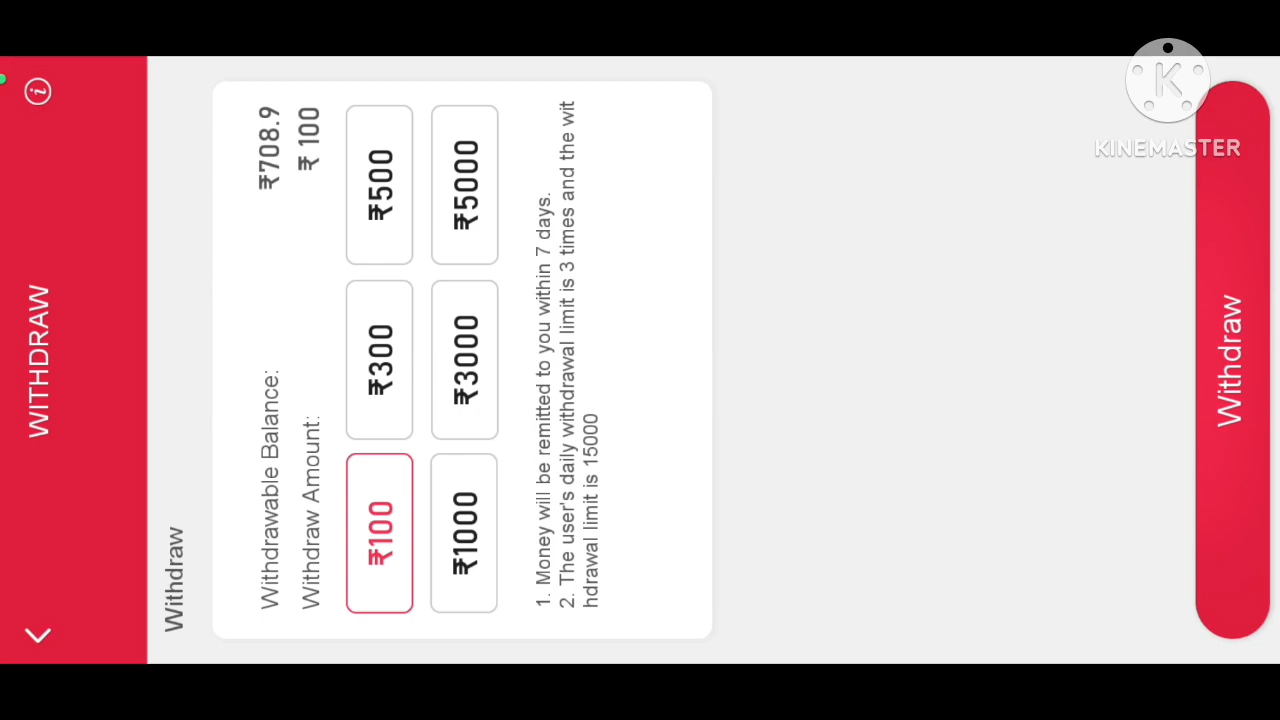 WITHDRAW
Withdraw
Withdrawable Balance: ₹708.9
Withdraw Amount: ₹ 100
₹100 ₹300 ₹500
₹1000 ₹3000 ₹5000
1. Money will be remitted to you within 7 days.
2. The user's daily withdrawal limit is 3 times and the wit
hdrawal limit is 15000
Withdraw
K
KINEMASTER